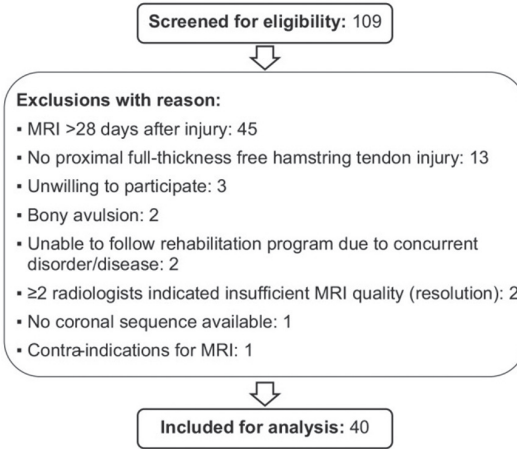 Screened for eligibility: 109
Exclusions with reason:
▪ MRI >28 days after injury: 45
▪ No proximal full-thickness free hamstring tendon injury: 13
▪ Unwilling to participate: 3
▪ Bony avulsion: 2
▪ Unable to follow rehabilitation program due to concurrent
disorder/disease: 2
▪ ≥2 radiologists indicated insufficient MRI quality (resolution): 2
▪ No coronal sequence available: 1
▪ Contra-indications for MRI: 1
Included for analysis: 40